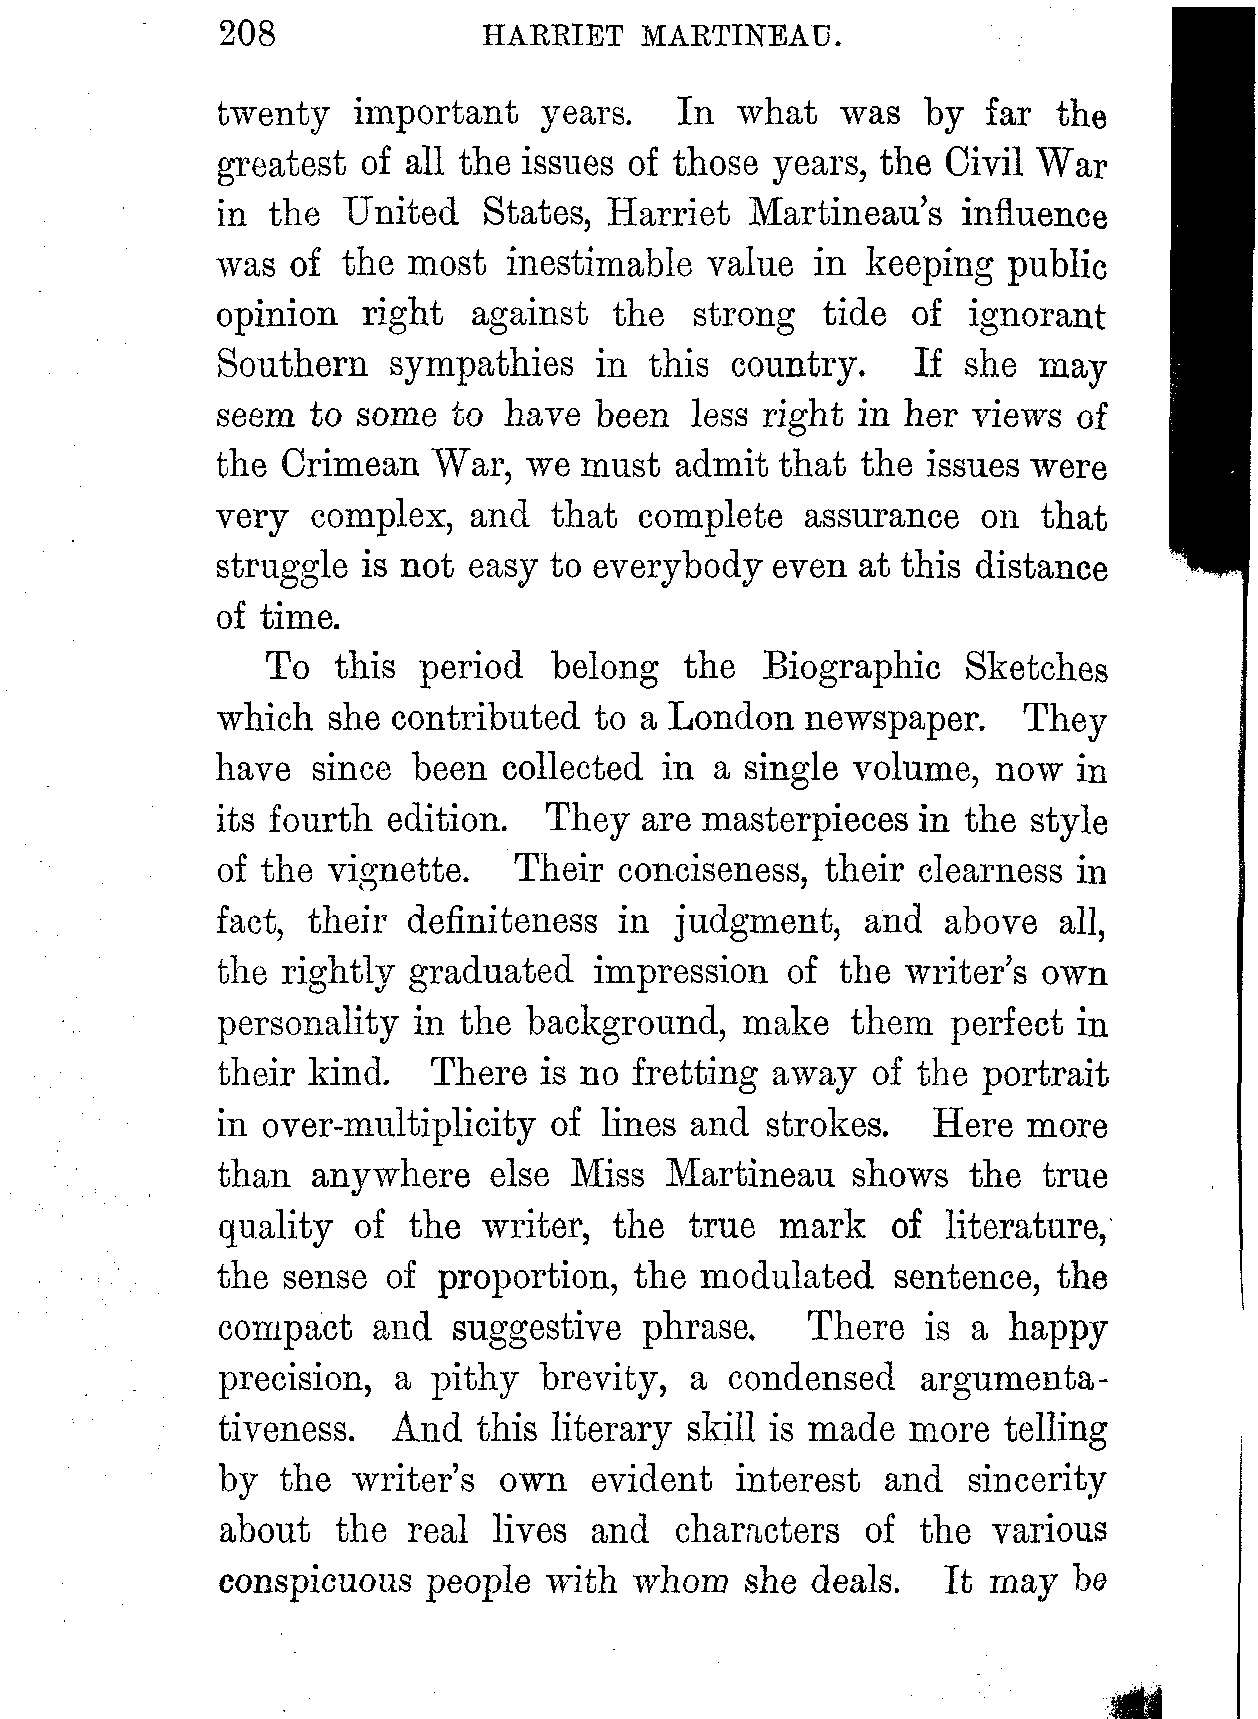 208 HARRIET MARTINEAU.
twenty important years. In what was by far the
greatest of all the issues of those years, the Civil War
in the United States, Harriet Martineau's influence
was of the most inestimable value in keeping public
opinion right against the strong tide of ignorant
Southern sympathies in this country. If she may
seem to some to have been less right in her views of
the Crimean War, we must admit that the issues were
very complex, and that complete assurance on that
struggle is not easy to everybody even at this distance
of time.
To this period belong the Biographic Sketches
which she contributed to a London newspaper. They
have since been collected in a single volume, now in
its fourth edition. They are masterpieces in the style
of the vignette. Their conciseness, their clearness in
fact, their definiteness in judgment, and above all,
the rightly graduated impression of the writer's own
personality in the background, make them perfect in
their kind. There is no fretting away of the portrait
in over-multiplicity of lines and strokes. Here more
than anywhere else Miss Martineau shows the true
quality of the writer, the true mark of literature,
the sense of proportion, the modulated sentence, the
compact and suggestive phrase. There is a happy
precision, a pithy brevity, a condensed argumenta-
tiveness. And this literary skill is made more telling
by the writer's own evident interest and sincerity
about the real lives and characters of the various
conspicuous people with whom she deals. It may be